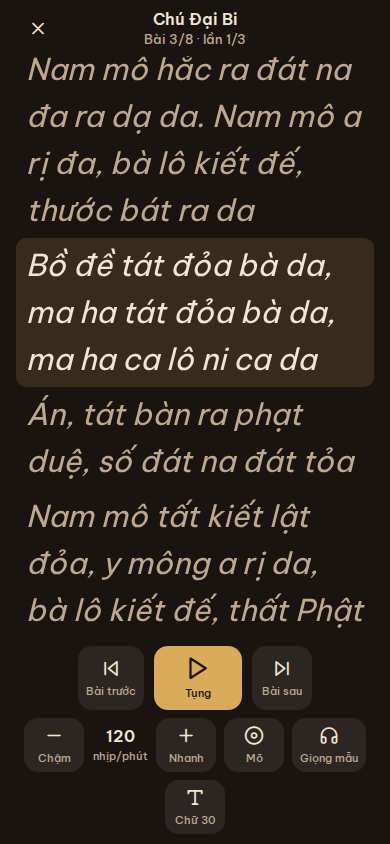 Chú Đại Bi
Bài 3/8 · lần 1/3
Nam mô hắc ra đát na
đa ra dạ da. Nam mô a
rị đa, bà lô kiết đế,
thước bát ra da
Bồ đề tát đỏa bà da,
ma ha tát đỏa bà da,
ma ha ca lô ni ca da
Án, tát bàn ra phạt
duệ, số đát na đát tỏa
Nam mô tất kiết lật
đỏa, y mông a rị da,
bà lô kiết đế, thất Phật
Bài trước
Tụng
Bài sau
Chậm
120
nhịp/phút
Nhanh
Mõ
Giọng mẫu
Chữ 30